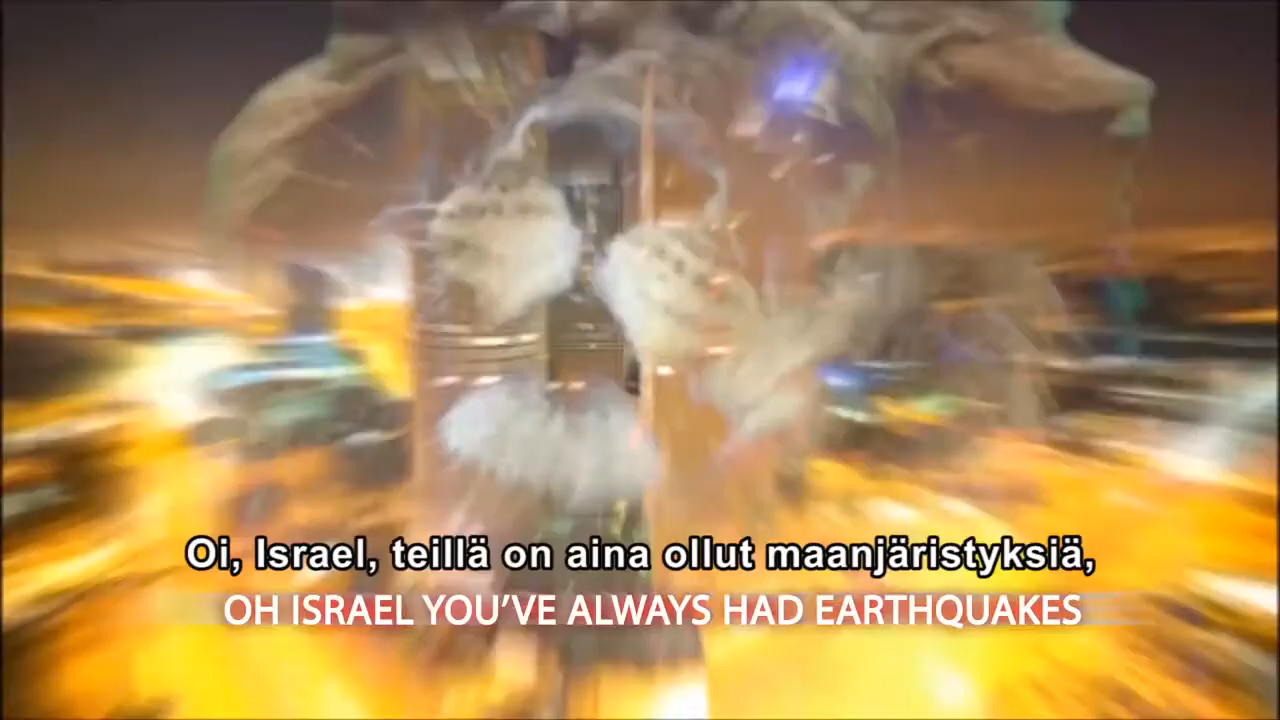 Oi, Israel, teillä on aina ollut maanjäristyksiä,
OH ISRAEL YOU'VE ALWAYS HAD EARTHQUAKES